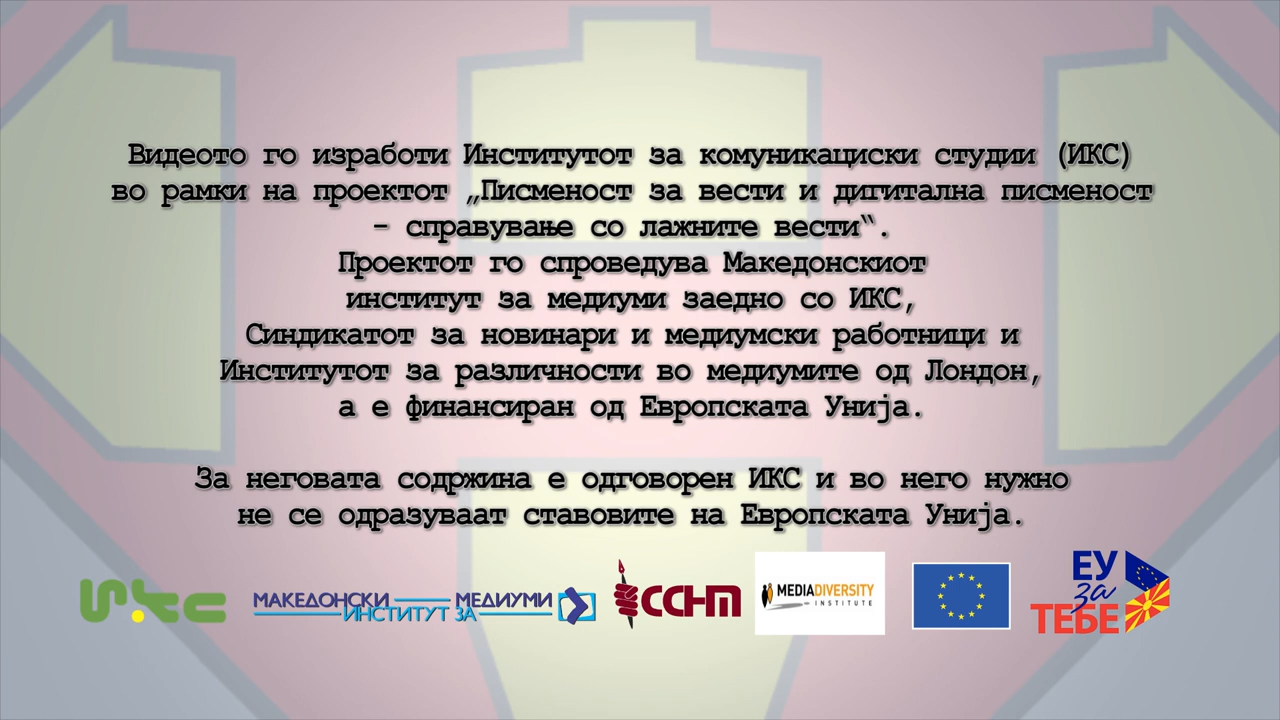 Видеото го изработи Институтот за комуникациски студии (ИКС)
во рамки на проектот „Писменост за вести и дигитална писменост
- справување со лажните вести“.
Проектот го спроведува Македонскиот
институт за медиуми заедно со ИКС,
Синдикатот за новинари и медиумски работници и
Институтот за различности во медиумите од Лондон,
а е финансиран од Европската Унија.
За неговата содржина е одговорен ИКС и во него нужно
не се одразуваат ставовите на Европската Унија.
икс
МАКЕДОНСКИ
ИНСТИТУТ ЗА
МЕДИУМИ
ССНМ
MEDIADIVERSITY
INSTITUTE
ЕУ
за
ТЕБЕ